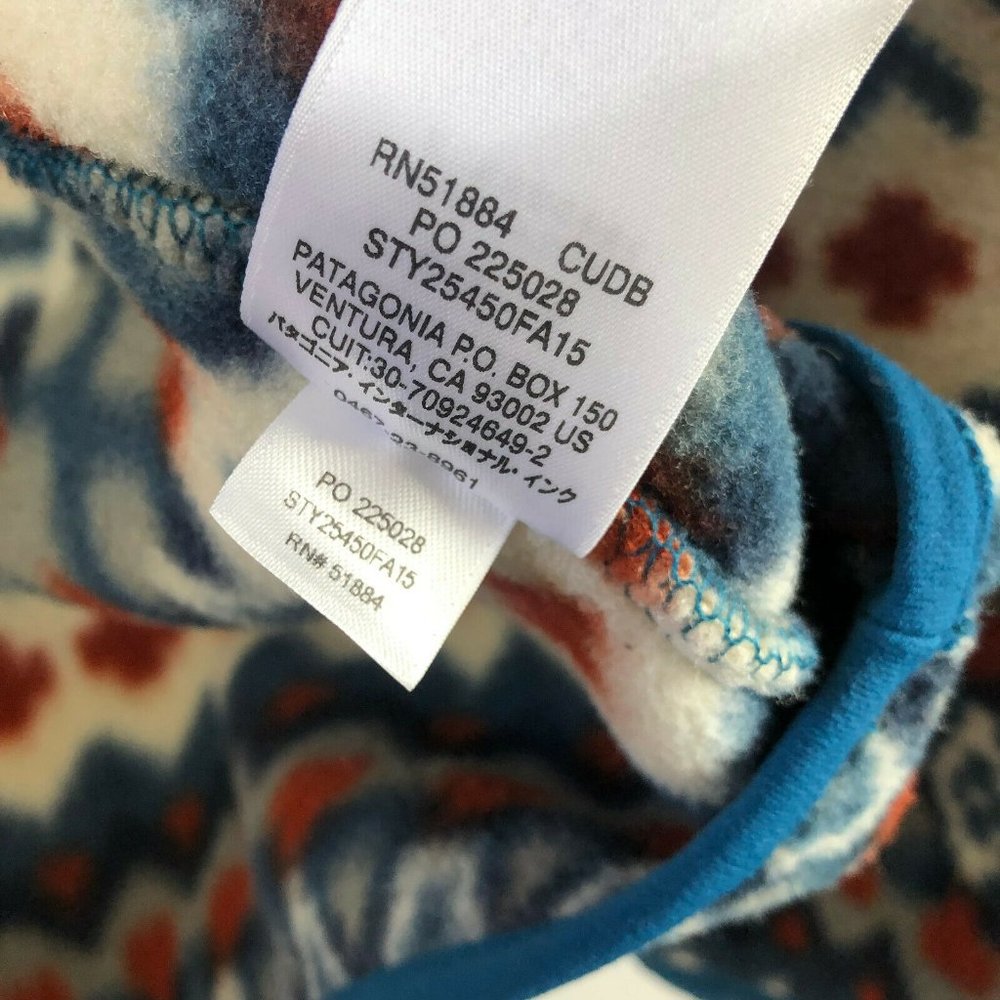 RN51884 CUDB
PO 225028
STY25450FA15
PATAGONIA P.O. BOX 150
VENTURA, CA 93002 US
CUIT:30-70924649-2
パタゴニア・インターナショナル・インク
PO 225028
STY25450FA15
RN# 51884